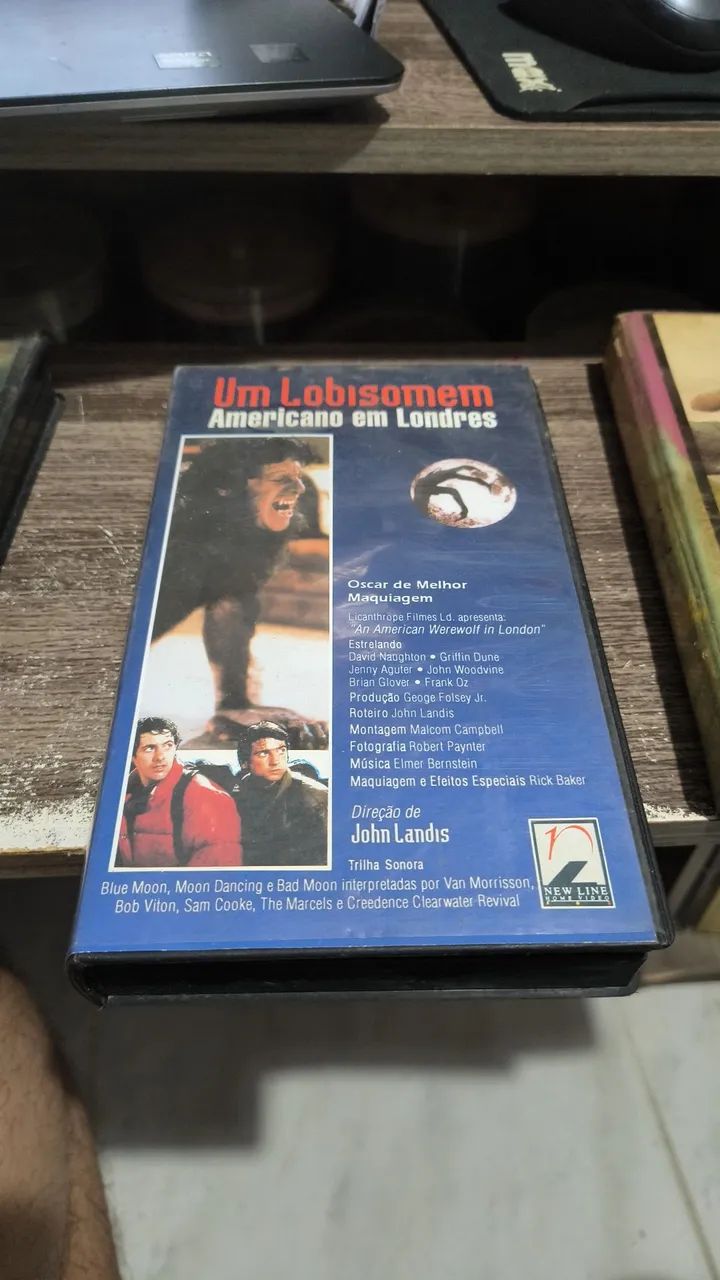 maxi
Um Lobisomem
Americano em Londres
Oscar de Melhor
Maquiagem
Licanthrope Filmes Ld. apresenta:
"An American Werewolf in London"
Estrelando
David Naughton • Griffin Dune
Jenny Aguter • John Woodvine
Brian Glover • Frank Oz
Produção Geoge Folsey Jr.
Roteiro John Landis
Montagem Malcom Campbell
Fotografia Robert Paynter
Música Elmer Bernstein
Maquiagem e Efeitos Especiais Rick Baker
Direção de
John Landis
Trilha Sonora
Blue Moon, Moon Dancing e Bad Moon interpretadas por Van Morrisson,
Bob Viton, Sam Cooke, The Marcels e Creedence Clearwater Revival
n
NEW LINE
HOME VIDEO